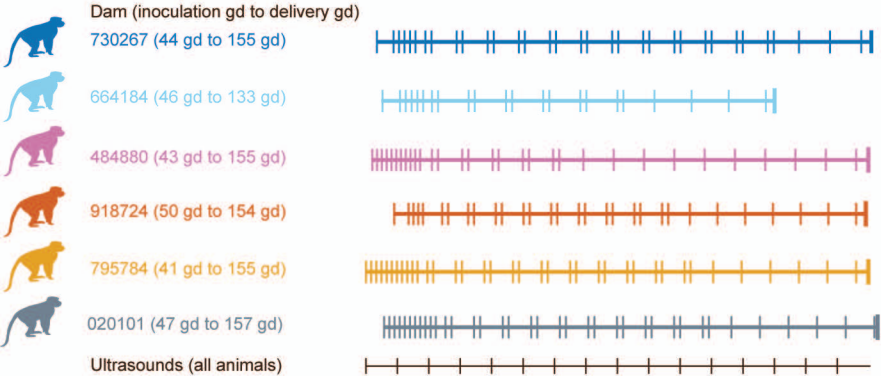 Dam (inoculation gd to delivery gd)
730267 (44 gd to 155 gd)
664184 (46 gd to 133 gd)
484880 (43 gd to 155 gd)
918724 (50 gd to 154 gd)
795784 (41 gd to 155 gd)
020101 (47 gd to 157 gd)
Ultrasounds (all animals)